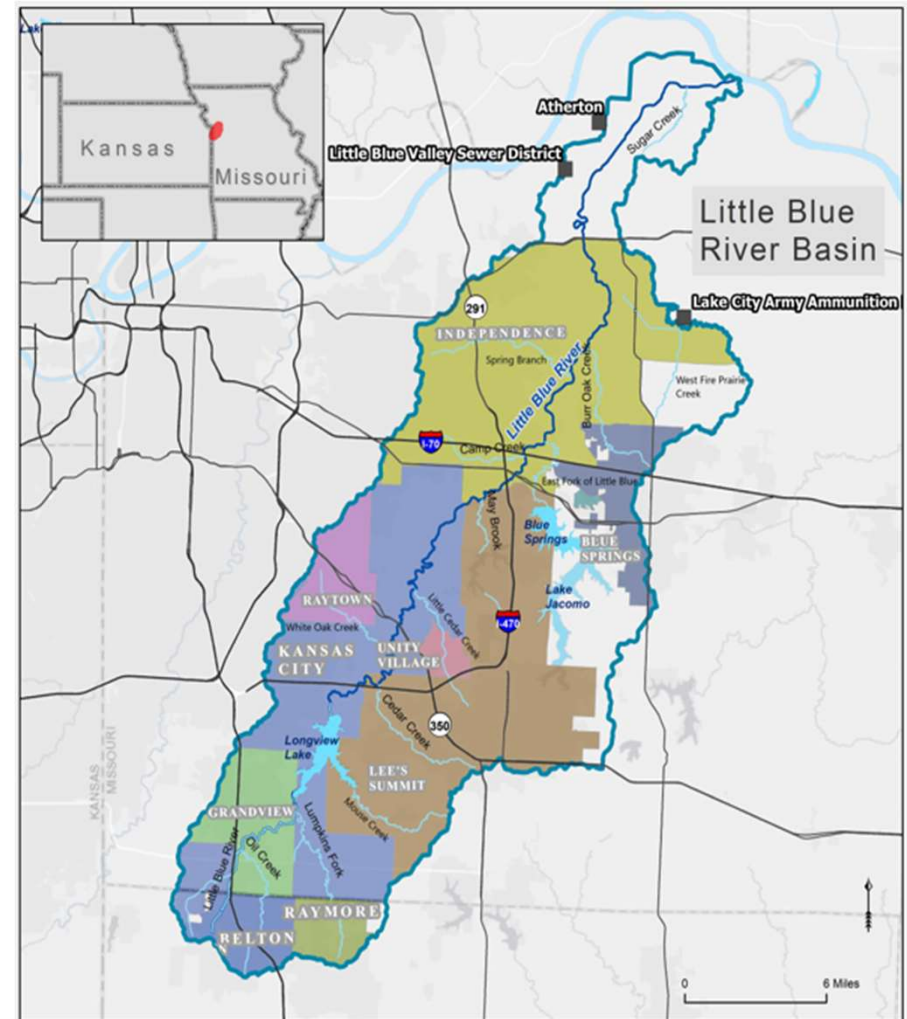 Lak
Kansas
Missouri
Atherton
Sugar Creek
Little Blue Valley Sewer District
Little Blue
River Basin
Lake City Army Ammunition
291
INDEPENDENCE
Spring Branch
Little Blue River
Burr Oak Creek
West Fire Prairie
Creek
I-70
Camp Creek
East Fork of Little Blue
May Brook
Blue
Springs
BLUE
SPRINGS
Lake
Jacomo
RAYTOWN
Little Cedar Creek
I-470
White Oak Creek
KANSAS
CITY
UNITY
VILLAGE
Cedar Creek
350
Longview
Lake
LEE'S
SUMMIT
KANSAS
MISSOURI
GRANDVIEW
Mouse Creek
Lumpkins Fork
Oil Creek
Little Blue River
RAYMORE
BELTON
N
0
6 Miles